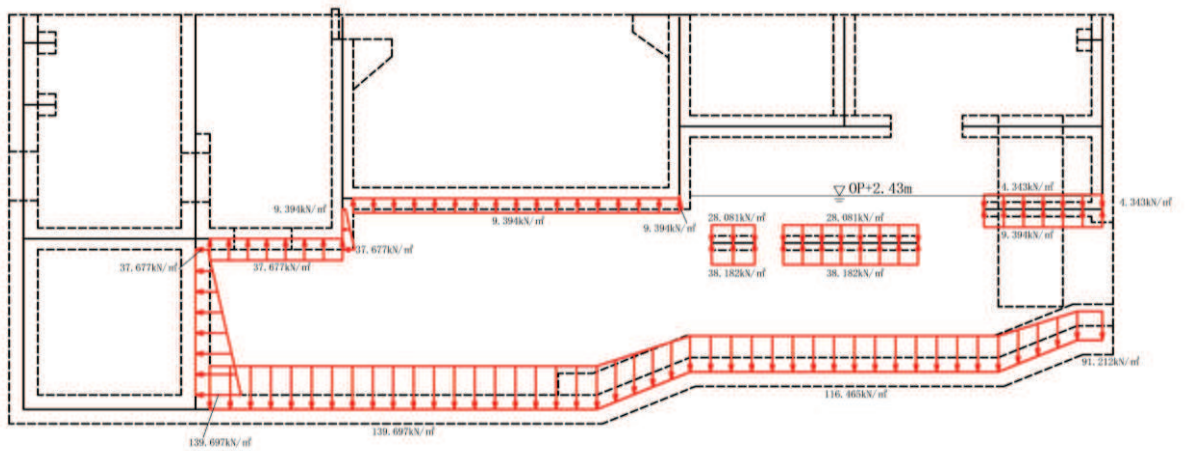 OP+2.43m
4.343kN/㎡
4.343kN/㎡
9.394kN/㎡
9.394kN/㎡
9.394kN/㎡
28.081kN/㎡
28.081kN/㎡
9.394kN/㎡
37.677kN/㎡
37.677kN/㎡
37.677kN/㎡
38.182kN/㎡
38.182kN/㎡
91.212kN/㎡
116.465kN/㎡
139.697kN/㎡
139.697kN/㎡